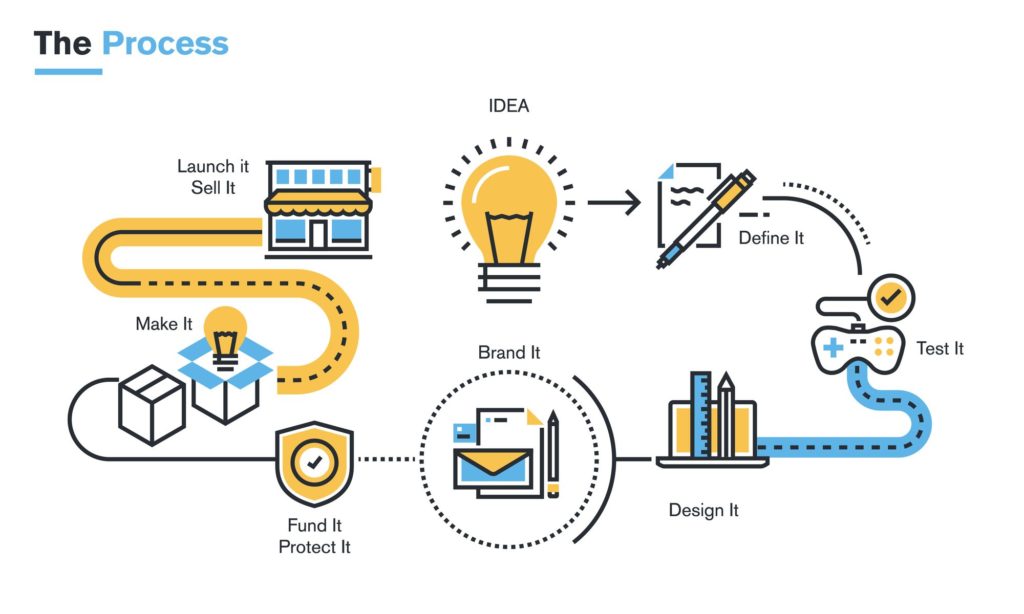 The Process
IDEA
Define It
Test It
Design It
Brand It
Fund It
Protect It
Make It
Launch it
Sell It